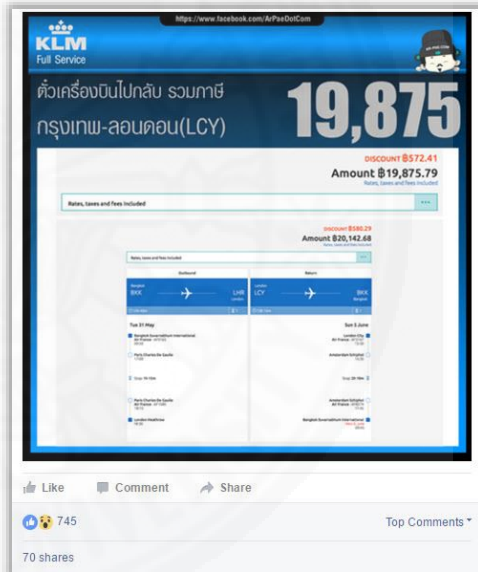 https://www.facebook.com/ArPaeDotCom
KLM
Full Service
ตั๋วเครื่องบินไปกลับ รวมภาษี
19,875
กรุงเทพ-ลอนดอน(LCY)
DISCOUNT ฿572.41
Amount ฿19,875.79
Rates, taxes and fees included
Rates, taxes and fees included
DISCOUNT ฿580.29
Amount ฿20,142.68
Rates, taxes and fees included
Rates, taxes and fees included
Outbound
Return
Bangkok
BKK
LHR
London
London
LCY
BKK
Bangkok
Tue 31 May
Sun 5 June
Bangkok Suvarnabhumi International
London City
Paris Charles De Gaulle
Amsterdam Schiphol
Paris Charles De Gaulle
Amsterdam Schiphol
London Heathrow
Bangkok Suvarnabhumi International
Like
Comment
Share
745
Top Comments
70 shares